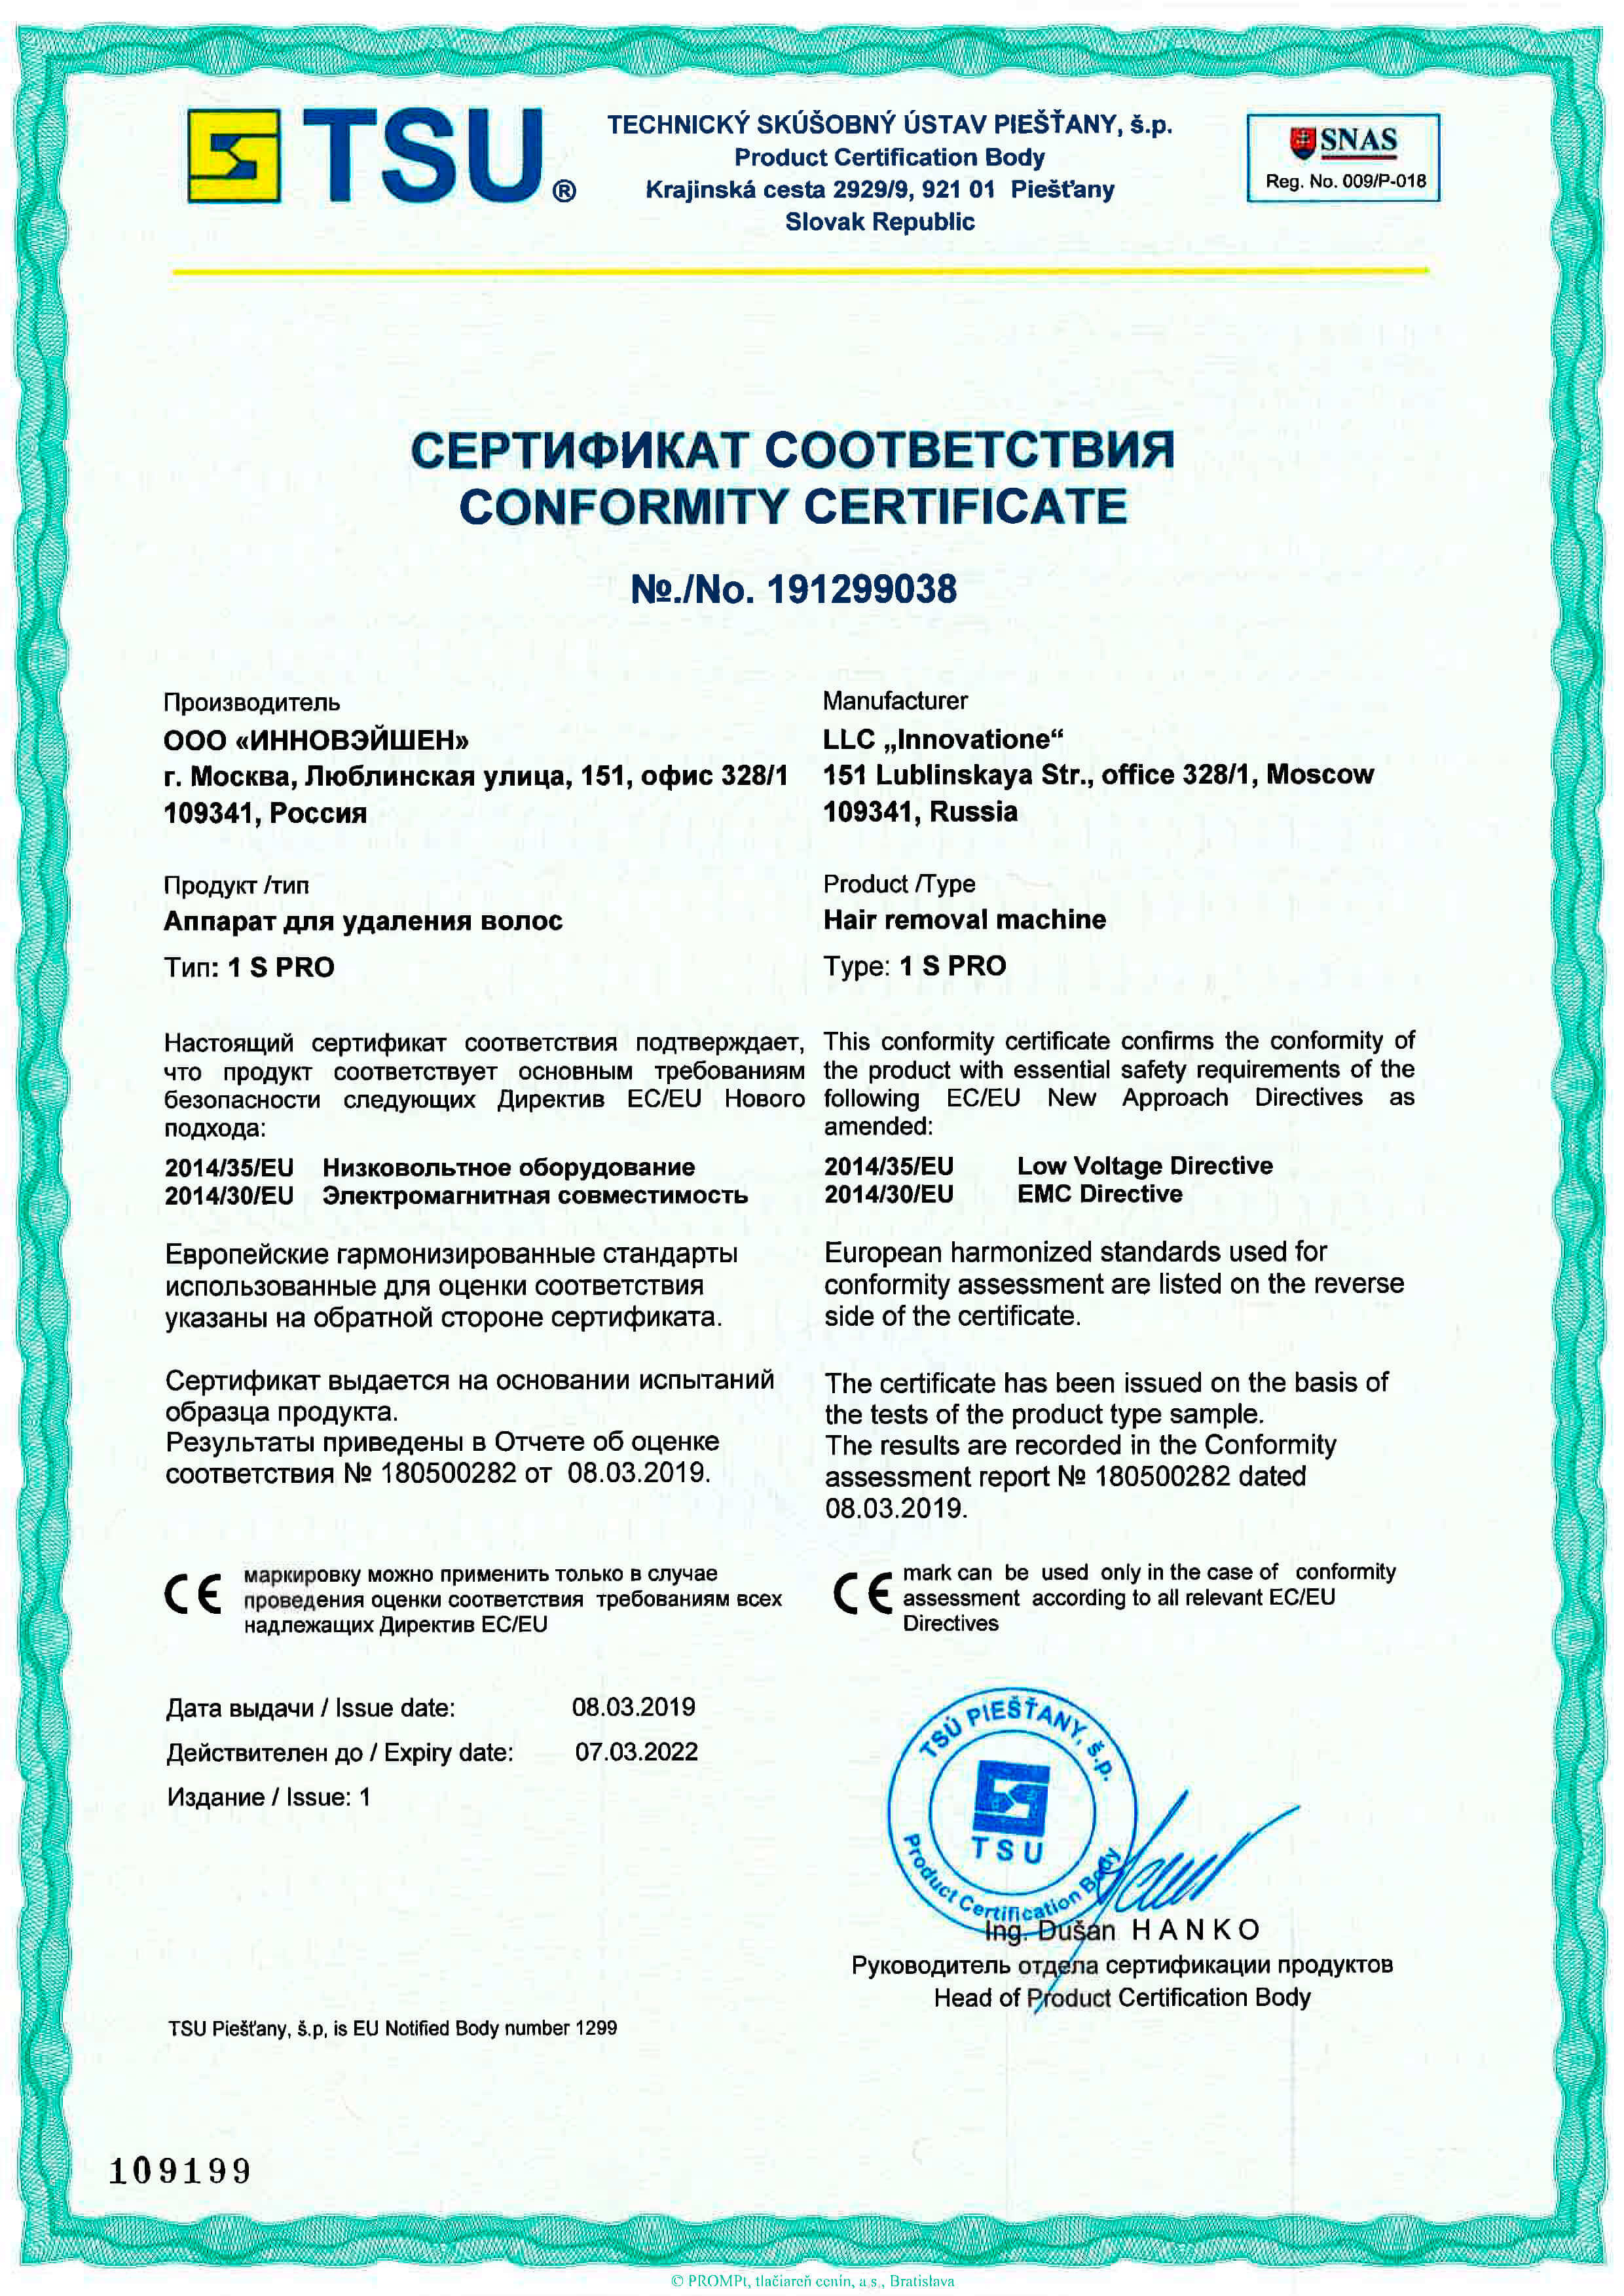 TSU®
TECHNICKÝ SKÚŠOBNÝ ÚSTAV PIEŠŤANY, š.p.
Product Certification Body
Krajinská cesta 2929/9, 921 01 Piešťany
Slovak Republic
SNAS
Reg. No. 009/P-018
СЕРТИФИКАТ СООТВЕТСТВИЯ
CONFORMITY CERTIFICATE
№./No. 191299038
Производитель
ООО «ИННОВЭЙШЕН»
г. Москва, Люблинская улица, 151, офис 328/1
109341, Россия
Manufacturer
LLC „Innovatione“
151 Lublinskaya Str., office 328/1, Moscow
109341, Russia
Продукт /тип
Аппарат для удаления волос
Тип: 1 S PRO
Product /Type
Hair removal machine
Type: 1 S PRO
Настоящий сертификат соответствия подтверждает,
что продукт соответствует основным требованиям
безопасности следующих Директив EC/EU Нового
подхода:
2014/35/EU Низковольтное оборудование
2014/30/EU Электромагнитная совместимость
This conformity certificate confirms the conformity of
the product with essential safety requirements of the
following EC/EU New Approach Directives as
amended:
2014/35/EU Low Voltage Directive
2014/30/EU EMC Directive
Европейские гармонизированные стандарты
использованные для оценки соответствия
указаны на обратной стороне сертификата.
European harmonized standards used for
conformity assessment are listed on the reverse
side of the certificate.
Сертификат выдается на основании испытаний
образца продукта.
Результаты приведены в Отчете об оценке
соответствия № 180500282 от 08.03.2019.
The certificate has been issued on the basis of
the tests of the product type sample.
The results are recorded in the Conformity
assessment report № 180500282 dated
08.03.2019.
CE маркировку можно применить только в случае
проведения оценки соответствия требованиям всех
надлежащих Директив EC/EU
CE mark can be used only in the case of conformity
assessment according to all relevant EC/EU
Directives
Дата выдачи / Issue date: 08.03.2019
Действителен до / Expiry date: 07.03.2022
Издание / Issue: 1
TSÚ PIEŠŤANY, š.p.
TSU
Product Certification Body
Ing. Dušan HANKO
Руководитель отдела сертификации продуктов
Head of Product Certification Body
TSU Piešťany, š.p, is EU Notified Body number 1299
109199
© PROMPt, tlačiareň cenín, a.s., Bratislava